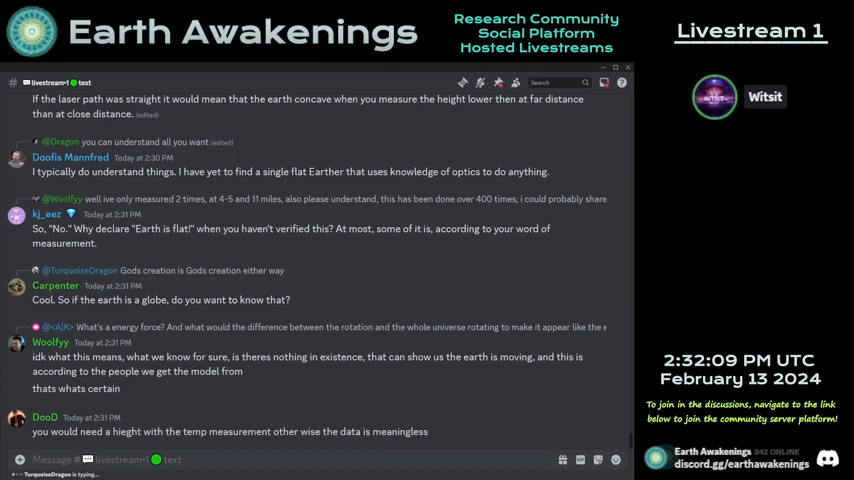 Earth Awakenings
Research Community
Social Platform
Hosted Livestreams
Livestream 1
# livestream•1 text
Search
If the laser path was straight it would mean that the earth concave when you measure the height lower then at far distance
than at close distance. (edited)
@Dragon you can understand all you want (edited)
Doofis Mannfred Today at 2:30 PM
I typically do understand things. I have yet to find a single flat Earther that uses knowledge of optics to do anything.
@Woolfyy well ive only measured 2 times, at 4-5 and 11 miles, also please understand, this has been done over 400 times, i could probably share
kj_eez Today at 2:31 PM
So, "No." Why declare "Earth is flat!" when you haven't verified this? At most, some of it is, according to your word of
measurement.
@TurquoiseDragon Gods creation is Gods creation either way
Carpenter Today at 2:31 PM
Cool. So if the earth is a globe, do you want to know that?
@<A|K> What's a energy force? And what would the difference between the rotation and the whole universe rotating to make it appear like the e
Woolfyy Today at 2:31 PM
idk what this means, what we know for sure, is theres nothing in existence, that can show us the earth is moving, and this is
according to the people we get the model from
thats whats certain
DooD Today at 2:31 PM
you would need a hieght with the temp measurement other wise the data is meaningless
Message # livestream•1 text
GIF
TurquoiseDragon is typing...
WITSIT
Witsit
2:32:09 PM UTC
February 13 2024
To join in the discussions, navigate to the link
below to join the community server platform!
Earth Awakenings 342 ONLINE
discord.gg/earthawakenings